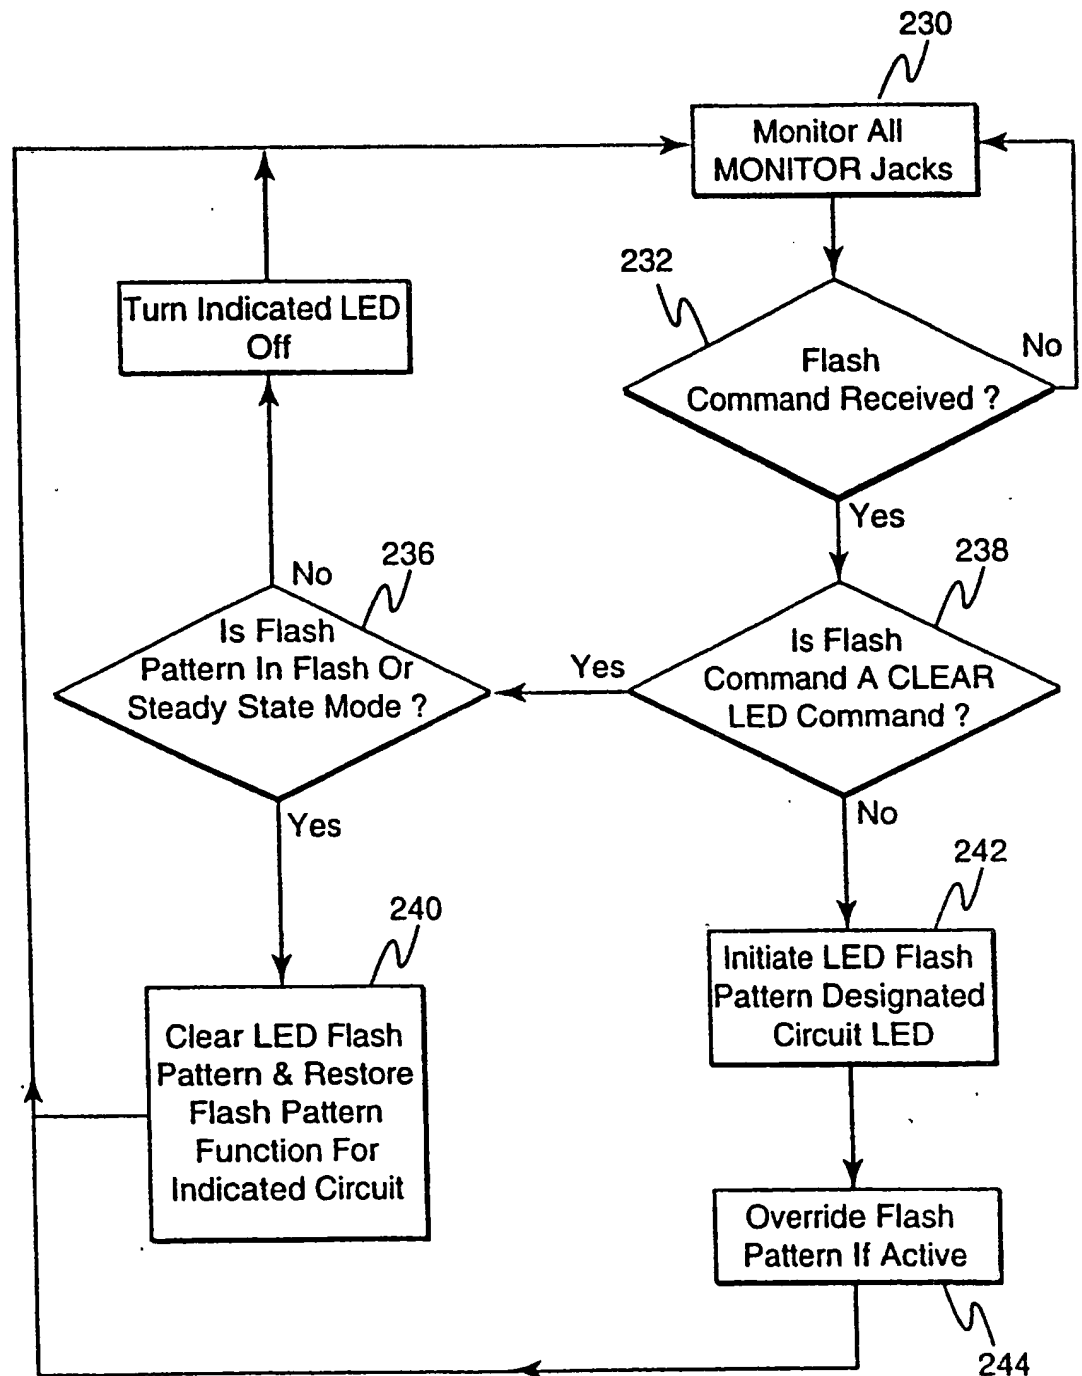 230
Monitor All
MONITOR Jacks
232
Flash
Command Received ?
No
Yes
Turn Indicated LED
Off
236
No
Is Flash
Pattern In Flash Or
Steady State Mode ?
Yes
238
Is Flash
Command A CLEAR
LED Command ?
Yes
No
240
Clear LED Flash
Pattern & Restore
Flash Pattern
Function For
Indicated Circuit
242
Initiate LED Flash
Pattern Designated
Circuit LED
Override Flash
Pattern If Active
244